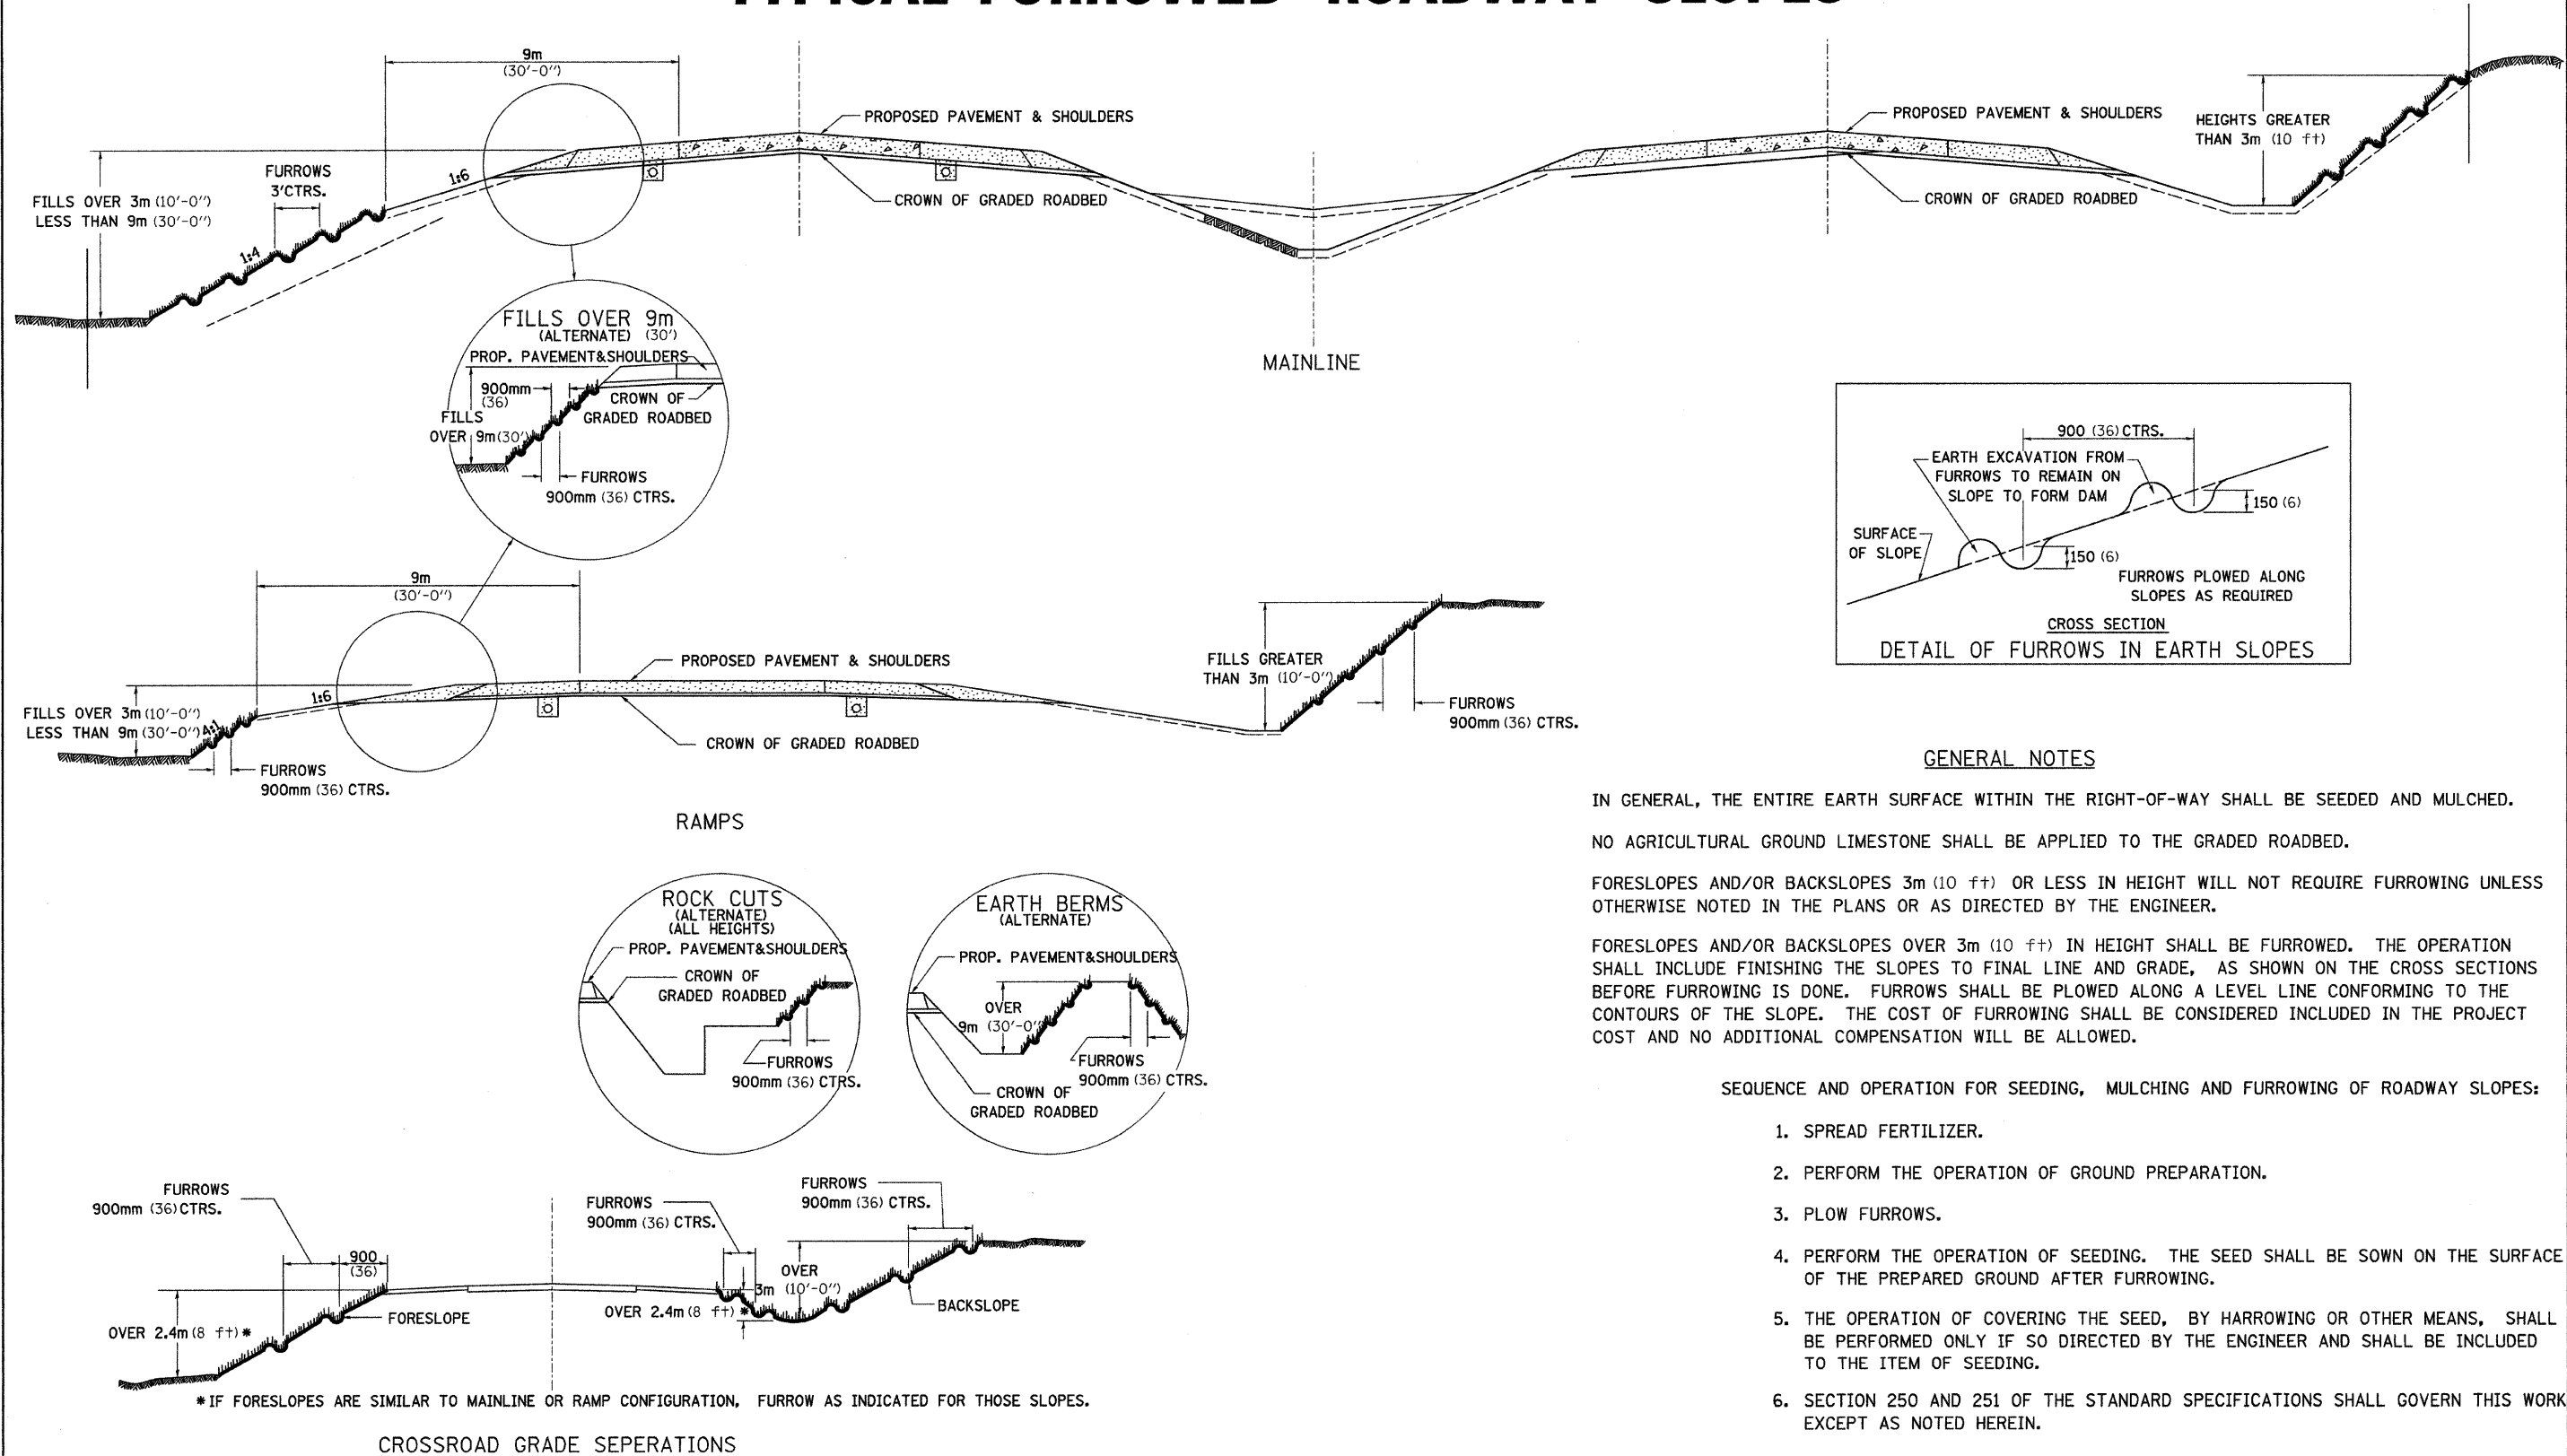 TYPICAL FURROWED ROADWAY SLOPES
9m
(30'-0")
PROPOSED PAVEMENT & SHOULDERS
CROWN OF GRADED ROADBED
FURROWS
3'CTRS.
1:6
1:4
FILLS OVER 3m (10'-0")
LESS THAN 9m (30'-0")
PROPOSED PAVEMENT & SHOULDERS
CROWN OF GRADED ROADBED
HEIGHTS GREATER
THAN 3m (10 ft)
MAINLINE
FILLS OVER 9m
(ALTERNATE) (30')
PROP. PAVEMENT&SHOULDERS
900mm
(36)
CROWN OF
GRADED ROADBED
FILLS
OVER 9m(30')
FURROWS
900mm (36) CTRS.
900 (36) CTRS.
EARTH EXCAVATION FROM
FURROWS TO REMAIN ON
SLOPE TO FORM DAM
150 (6)
SURFACE
OF SLOPE
150 (6)
FURROWS PLOWED ALONG
SLOPES AS REQUIRED
CROSS SECTION
DETAIL OF FURROWS IN EARTH SLOPES
9m
(30'-0")
PROPOSED PAVEMENT & SHOULDERS
CROWN OF GRADED ROADBED
1:6
4:1
FILLS OVER 3m (10'-0")
LESS THAN 9m (30'-0")
FURROWS
900mm (36) CTRS.
FILLS GREATER
THAN 3m (10'-0")
FURROWS
900mm (36) CTRS.
RAMPS
ROCK CUTS
(ALTERNATE)
(ALL HEIGHTS)
PROP. PAVEMENT&SHOULDERS
CROWN OF
GRADED ROADBED
FURROWS
900mm (36) CTRS.
EARTH BERMS
(ALTERNATE)
PROP. PAVEMENT&SHOULDERS
OVER
9m (30'-0")
FURROWS
900mm (36) CTRS.
CROWN OF
GRADED ROADBED
FURROWS
900mm (36) CTRS.
900
(36)
OVER 2.4m (8 ft) *
FORESLOPE
FURROWS
900mm (36) CTRS.
FURROWS
900mm (36) CTRS.
OVER
3m (10'-0")
OVER 2.4m (8 ft) *
BACKSLOPE
*IF FORESLOPES ARE SIMILAR TO MAINLINE OR RAMP CONFIGURATION, FURROW AS INDICATED FOR THOSE SLOPES.
CROSSROAD GRADE SEPERATIONS
GENERAL NOTES
IN GENERAL, THE ENTIRE EARTH SURFACE WITHIN THE RIGHT-OF-WAY SHALL BE SEEDED AND MULCHED.
NO AGRICULTURAL GROUND LIMESTONE SHALL BE APPLIED TO THE GRADED ROADBED.
FORESLOPES AND/OR BACKSLOPES 3m (10 ft) OR LESS IN HEIGHT WILL NOT REQUIRE FURROWING UNLESS
OTHERWISE NOTED IN THE PLANS OR AS DIRECTED BY THE ENGINEER.
FORESLOPES AND/OR BACKSLOPES OVER 3m (10 ft) IN HEIGHT SHALL BE FURROWED. THE OPERATION
SHALL INCLUDE FINISHING THE SLOPES TO FINAL LINE AND GRADE, AS SHOWN ON THE CROSS SECTIONS
BEFORE FURROWING IS DONE. FURROWS SHALL BE PLOWED ALONG A LEVEL LINE CONFORMING TO THE
CONTOURS OF THE SLOPE. THE COST OF FURROWING SHALL BE CONSIDERED INCLUDED IN THE PROJECT
COST AND NO ADDITIONAL COMPENSATION WILL BE ALLOWED.
SEQUENCE AND OPERATION FOR SEEDING, MULCHING AND FURROWING OF ROADWAY SLOPES:
1. SPREAD FERTILIZER.
2. PERFORM THE OPERATION OF GROUND PREPARATION.
3. PLOW FURROWS.
4. PERFORM THE OPERATION OF SEEDING. THE SEED SHALL BE SOWN ON THE SURFACE
OF THE PREPARED GROUND AFTER FURROWING.
5. THE OPERATION OF COVERING THE SEED, BY HARROWING OR OTHER MEANS, SHALL
BE PERFORMED ONLY IF SO DIRECTED BY THE ENGINEER AND SHALL BE INCLUDED
TO THE ITEM OF SEEDING.
6. SECTION 250 AND 251 OF THE STANDARD SPECIFICATIONS SHALL GOVERN THIS WORK
EXCEPT AS NOTED HEREIN.